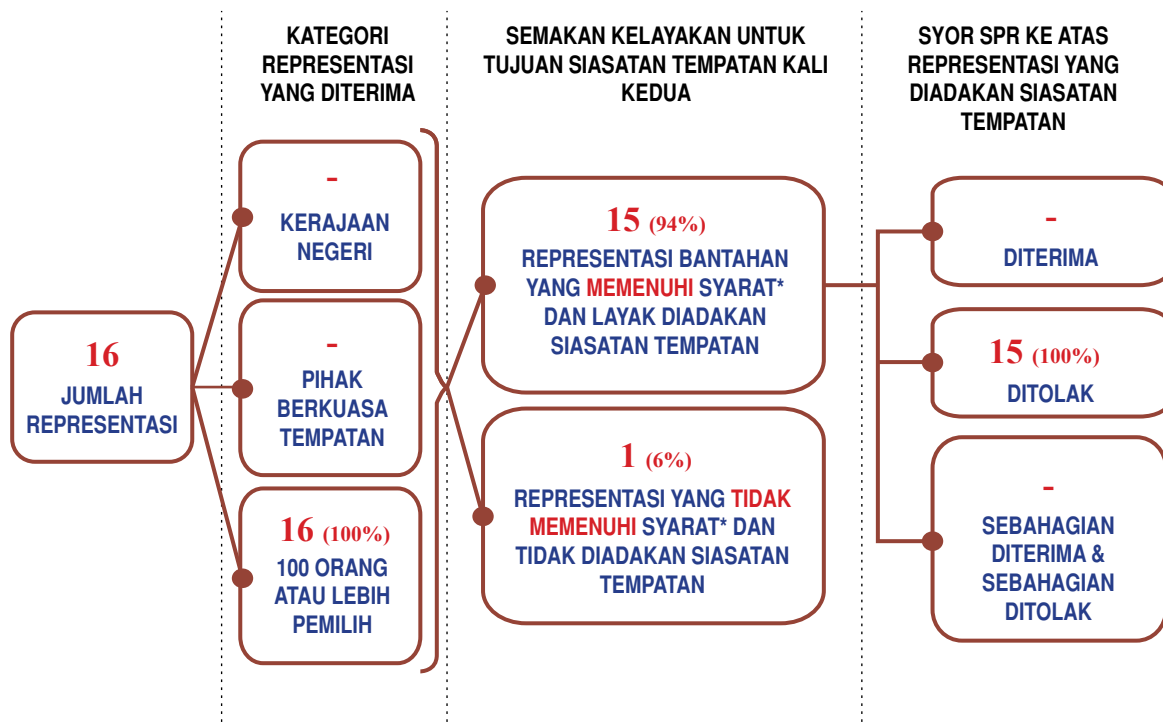 KATEGORI
REPRESENTASI
YANG DITERIMA
SEMAKAN KELAYAKAN UNTUK
TUJUAN SIASATAN TEMPATAN KALI
KEDUA
SYOR SPR KE ATAS
REPRESENTASI YANG
DIADAKAN SIASATAN
TEMPATAN
16
JUMLAH
REPRESENTASI
-
KERAJAAN
NEGERI
-
PIHAK
BERKUASA
TEMPATAN
16 (100%)
100 ORANG
ATAU LEBIH
PEMILIH
15 (94%)
REPRESENTASI BANTAHAN
YANG MEMENUHI SYARAT*
DAN LAYAK DIADAKAN
SIASATAN TEMPATAN
1 (6%)
REPRESENTASI YANG TIDAK
MEMENUHI SYARAT* DAN
TIDAK DIADAKAN SIASATAN
TEMPATAN
-
DITERIMA
15 (100%)
DITOLAK
-
SEBAHAGIAN
DITERIMA &
SEBAHAGIAN
DITOLAK